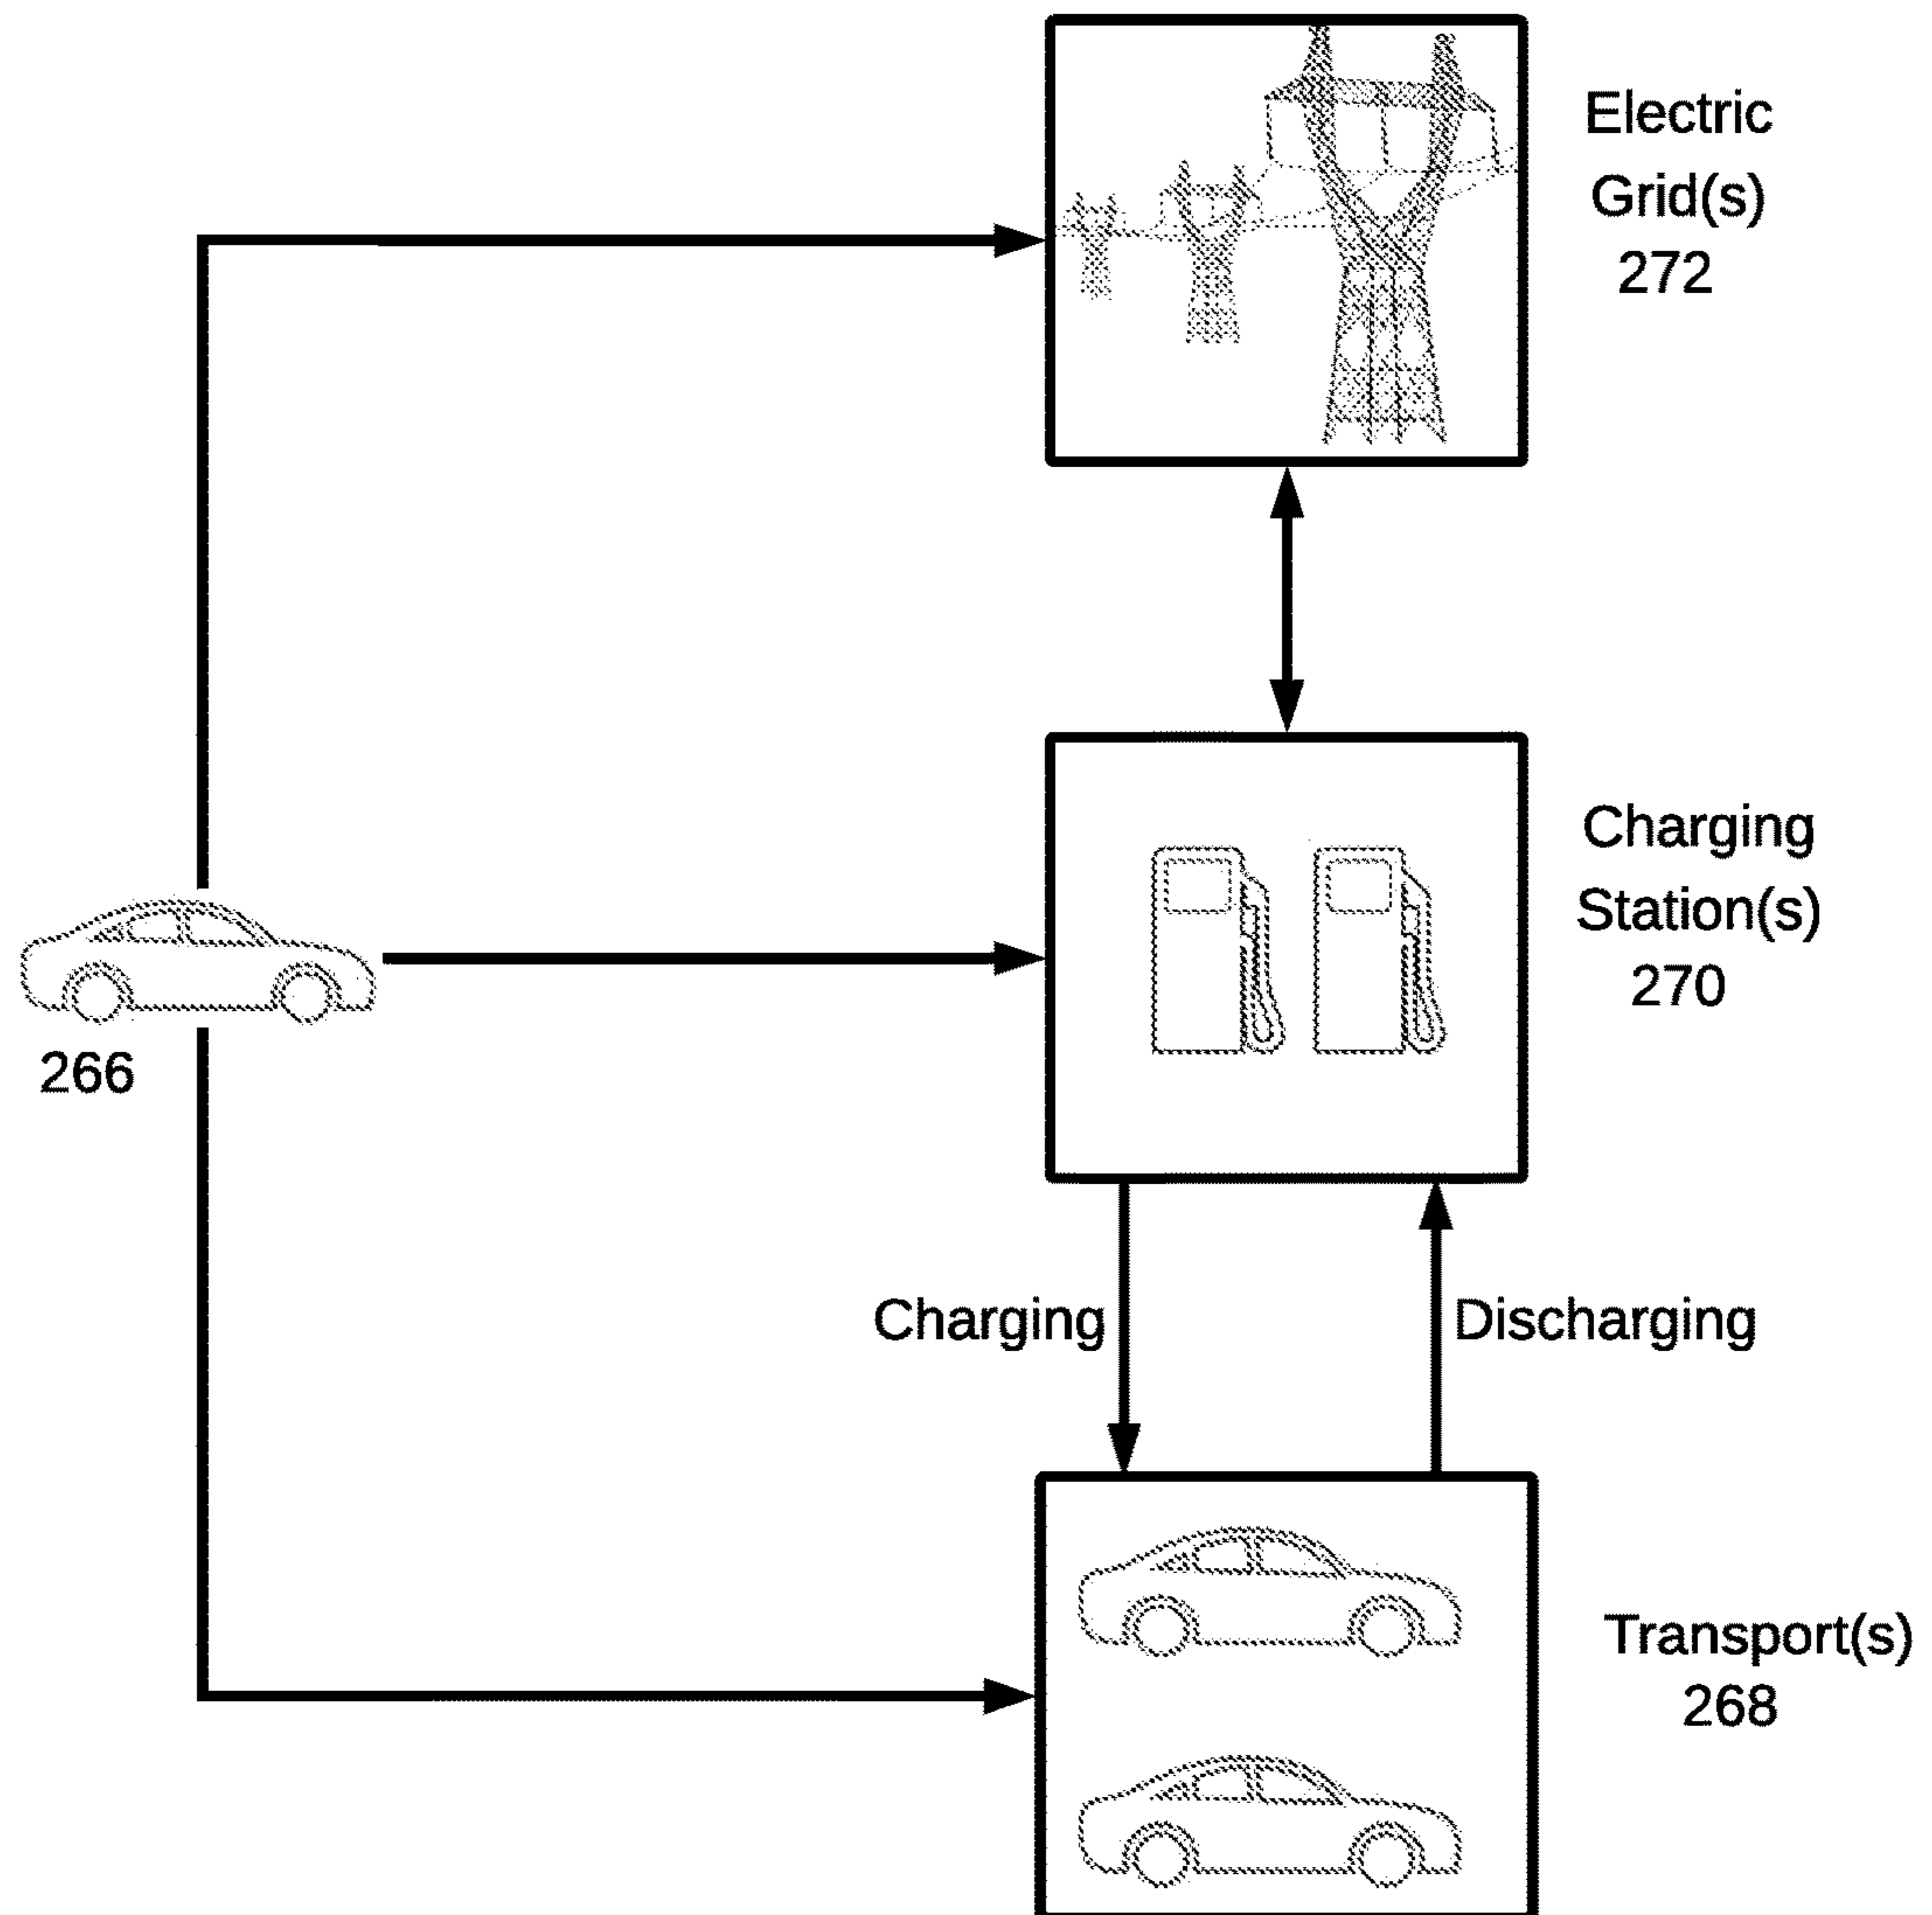 Electric
Grid(s)
272
Charging
Station(s)
270
266
Charging
Discharging
Transport(s)
268